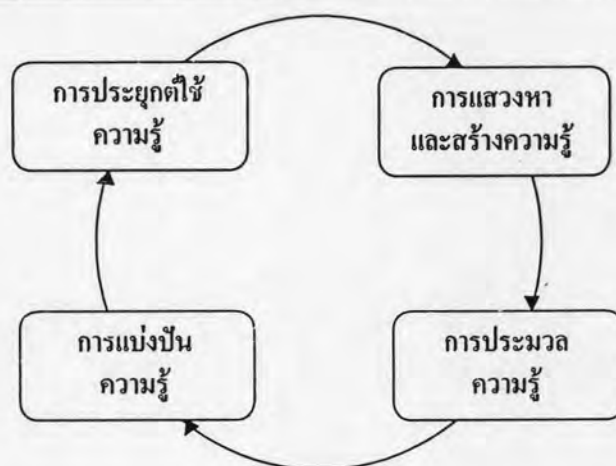 การประยุกต์ใช้
ความรู้
การแสวงหา
และสร้างความรู้
การแบ่งปัน
ความรู้
การประมวล
ความรู้